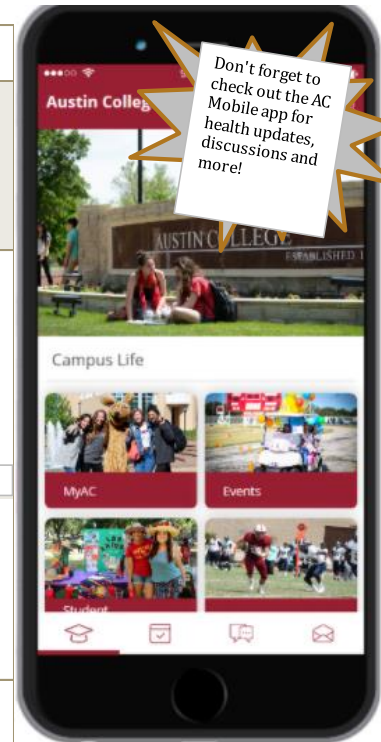 Don't forget to
check out the AC
Mobile app for
health updates,
discussions and
more!
Austin Colleg
AUSTIN COLLEGE
ESTABLISHED 1
Campus Life
MyAC
Events
Student